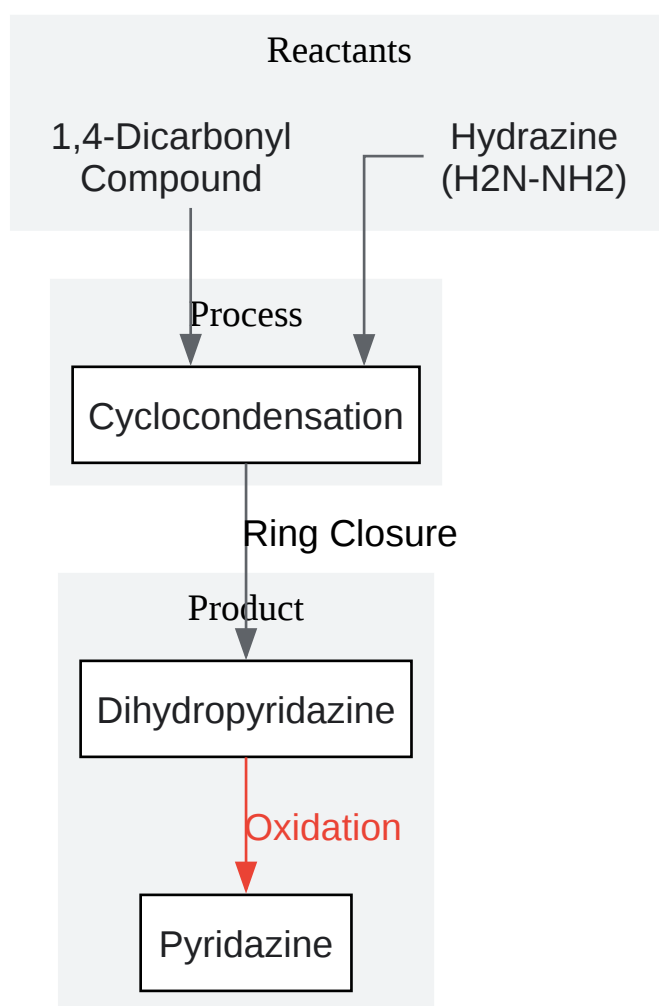 Reactants
1,4-Dicarbonyl
Compound
Hydrazine
(H2N-NH2)
Process
Cyclocondensation
Ring Closure
Product
Dihydropyridazine
Oxidation
Pyridazine